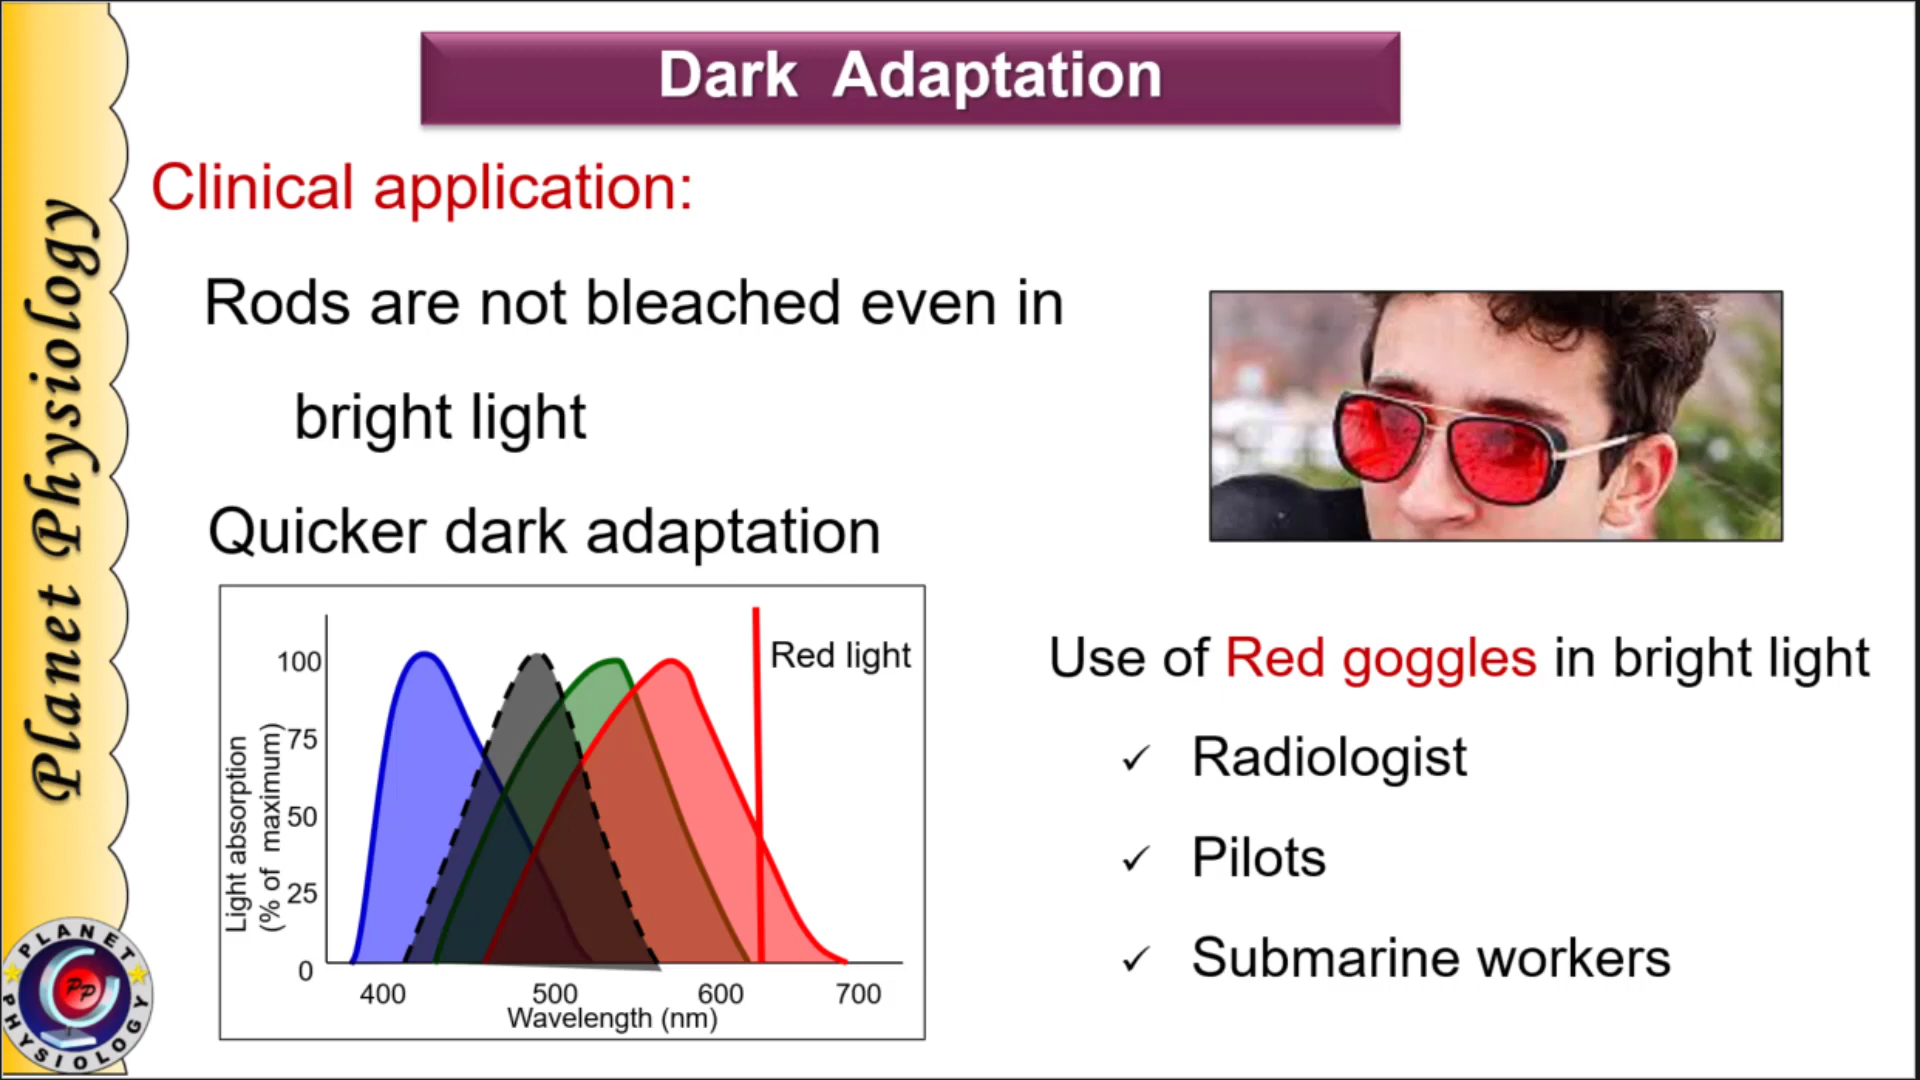 Dark Adaptation
Planet Physiology
Clinical application:
Rods are not bleached even in
bright light
Quicker dark adaptation
Red light
100
75
50
25
0
Light absorption
(% of maximum)
400 500 600 700
Wavelength (nm)
Use of Red goggles in bright light
✓ Radiologist
✓ Pilots
✓ Submarine workers
PLANET
PP
PHYSIOLOGY